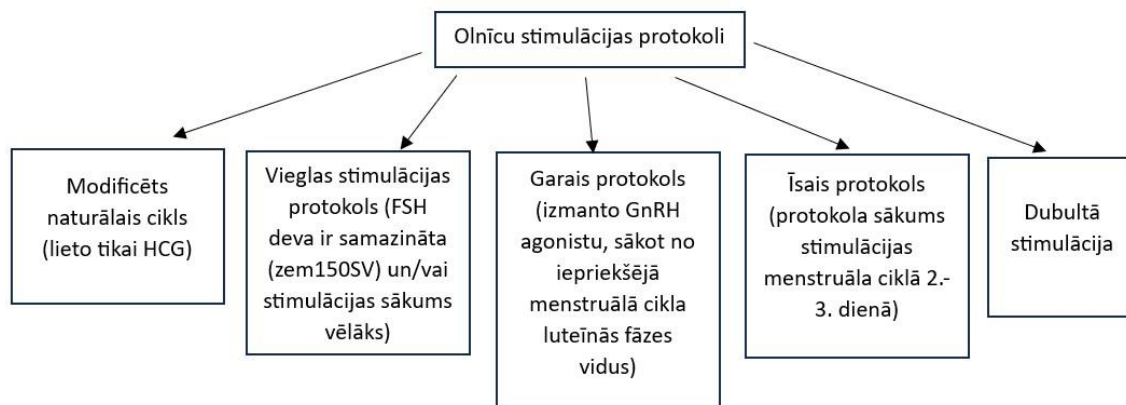 Olnīcu stimulācijas protokoli
Modificēts
naturālais cikls
(lieto tikai HCG)
Vieglas stimulācijas
protokols (FSH
deva ir samazināta
(zem150SV) un/vai
stimulācijas sākums
vēlāks)
Garais protokols
(izmanto GnRH
agonistu, sākot no
iepriekšējā
menstruālā cikla
luteīnās fāzes
vidus)
Īsais protokols
(protokola sākums
stimulācijas
menstruāla ciklā 2.-
3. dienā)
Dubultā
stimulācija